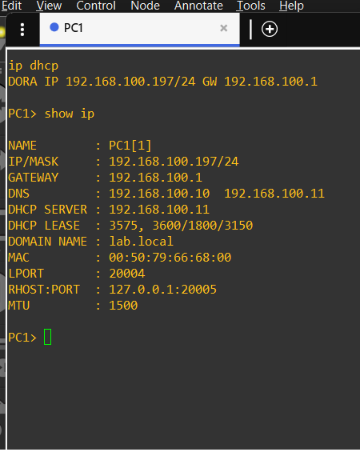 Edit View Control Node Annotate Tools Help
PC1
ip dhcp
DORA IP 192.168.100.197/24 GW 192.168.100.1
PC1> show ip
NAME : PC1[1]
IP/MASK : 192.168.100.197/24
GATEWAY : 192.168.100.1
DNS : 192.168.100.10 192.168.100.11
DHCP SERVER : 192.168.100.11
DHCP LEASE : 3575, 3600/1800/3150
DOMAIN NAME : lab.local
MAC : 00:50:79:66:68:00
LPORT : 20004
RHOST:PORT : 127.0.0.1:20005
MTU : 1500
PC1>